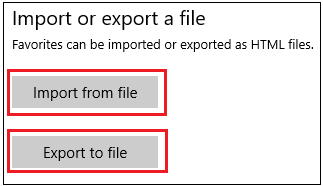 Import or export a file
Favorites can be imported or exported as HTML files.
Import from file
Export to file